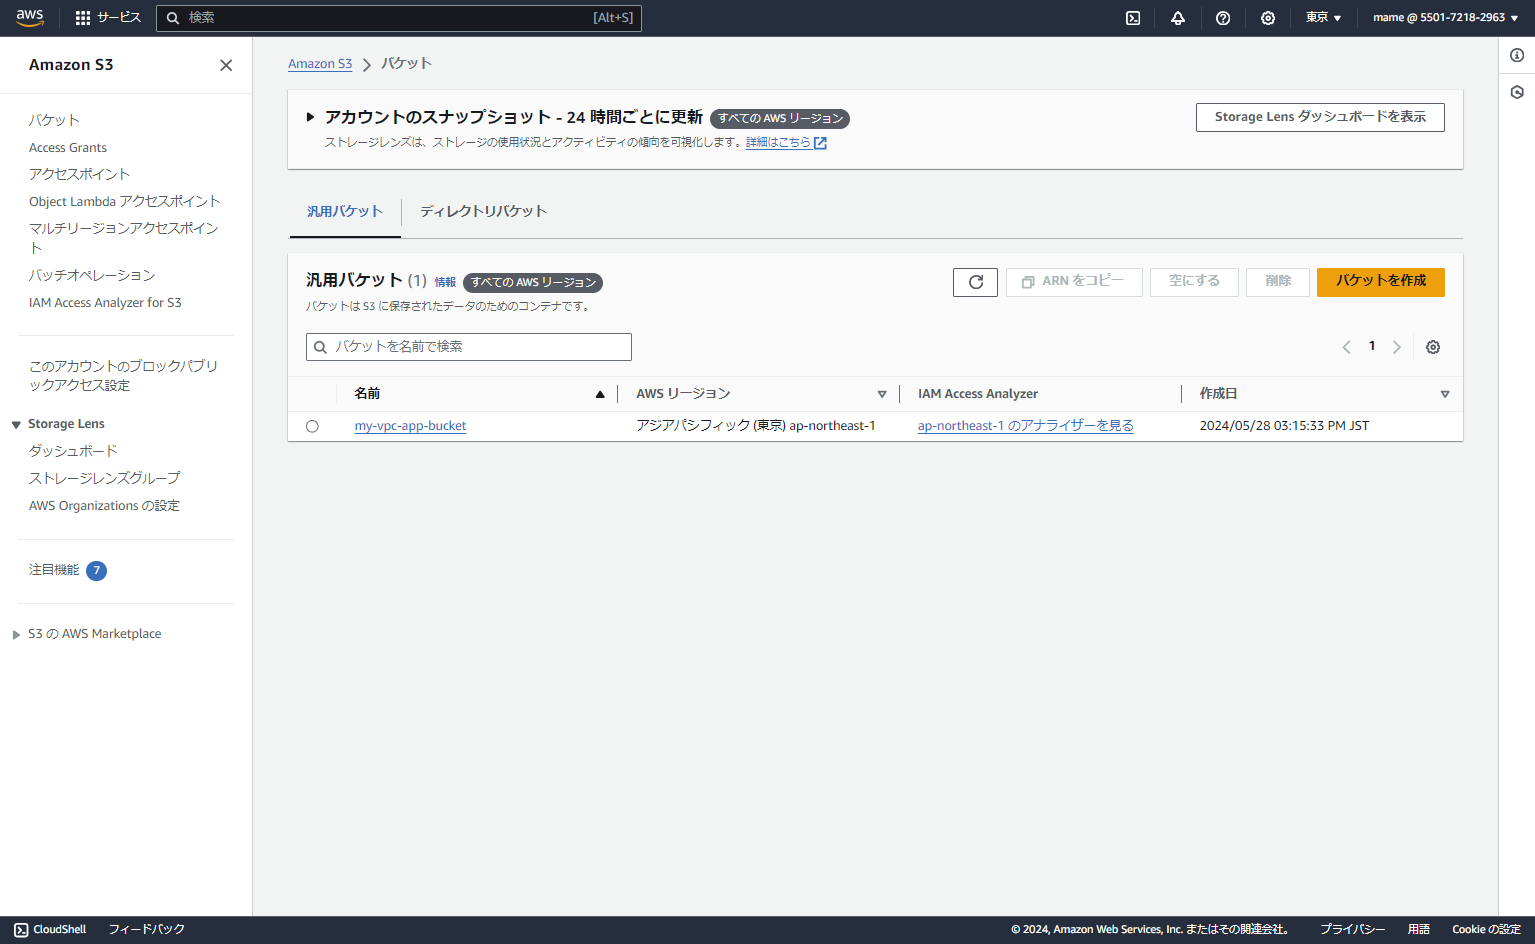 aws
サービス
検索
[Alt+S]
東京
mame @ 5501-7218-2963
Amazon S3
バケット
Access Grants
アクセスポイント
Object Lambda アクセスポイント
マルチリージョンアクセスポイン
ト
バッチオペレーション
IAM Access Analyzer for S3
このアカウントのブロックパブリ
ックアクセス設定
Storage Lens
ダッシュボード
ストレージレンズグループ
AWS Organizations の設定
注目機能 7
S3 の AWS Marketplace
Amazon S3 > バケット
アカウントのスナップショット - 24 時間ごとに更新 すべての AWS リージョン
ストレージレンズは、ストレージの使用状況とアクティビティの傾向を可視化します。詳細はこちら
Storage Lens ダッシュボードを表示
汎用バケット
ディレクトリバケット
汎用バケット (1) 情報 すべての AWS リージョン
バケットは S3 に保存されたデータのためのコンテナです。
ARN をコピー
空にする
削除
バケットを作成
バケットを名前で検索
1
名前
AWS リージョン
IAM Access Analyzer
作成日
my-vpc-app-bucket
アジアパシフィック (東京) ap-northeast-1
ap-northeast-1 のアナライザーを見る
2024/05/28 03:15:33 PM JST
CloudShell
フィードバック
© 2024, Amazon Web Services, Inc. またはその関連会社。
プライバシー
用語
Cookie の設定